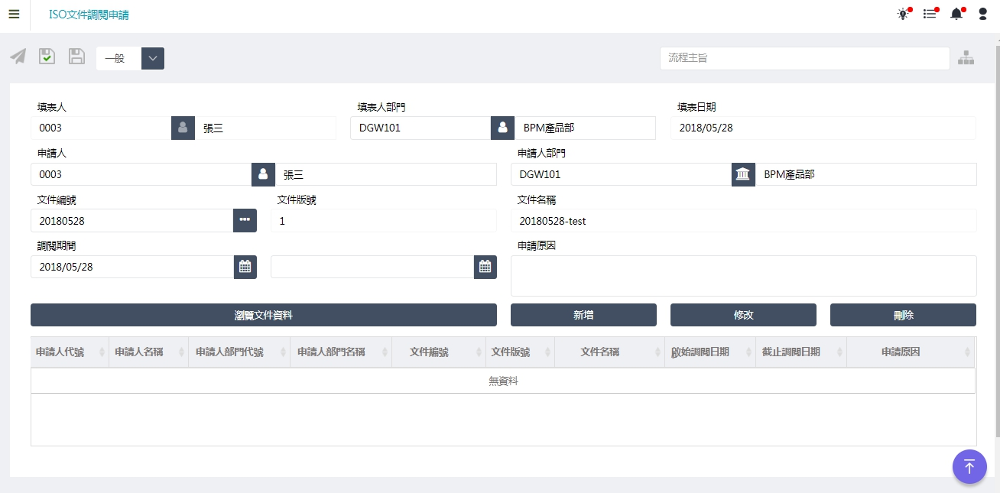 ISO文件調閱申請
一般
流程主旨
填表人 填表人部門 填表日期
0003 張三 DGW101 BPM產品部 2018/05/28
申請人 申請人部門
0003 張三 DGW101 BPM產品部
文件編號 文件版號 文件名稱
20180528 1 20180528-test
調閱期間 申請原因
2018/05/28
瀏覽文件資料 新增 修改 刪除
申請人代號 申請人名稱 申請人部門代號 申請人部門名稱 文件編號 文件版號 文件名稱 啟始調閱日期 截止調閱日期 申請原因
無資料